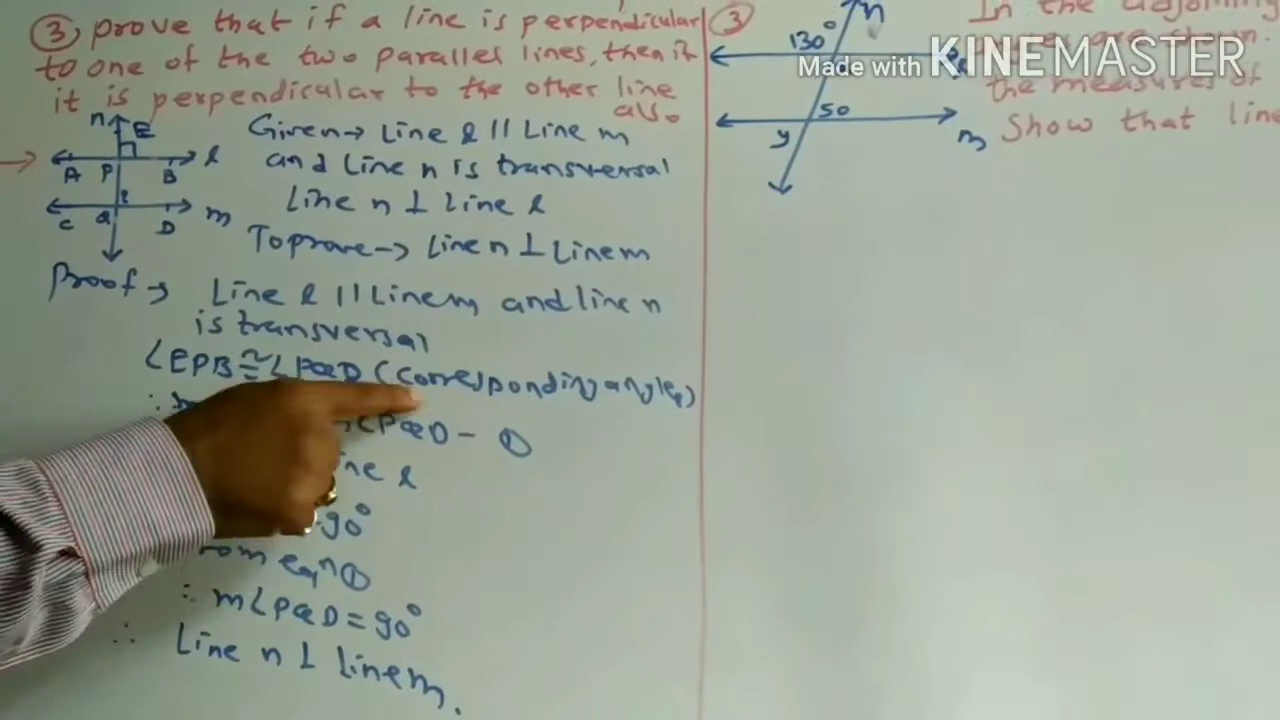 ③ prove that if a line is perpendicular
to one of the two parallel lines, then it
it is perpendicular to the other line
also
n E
A P B l
C Q D m
Given → Line l || Line m
and Line n is transversal
Line n ⊥ line l
To prove → Line n ⊥ Line m
Proof → Line l || Line m and line n
is transversal
∠EPB ≅ ∠PQD (corresponding angles)
∠PQD - ①
line l
90°
from eqn ①
∴ m∠PQD = 90°
∴ Line n ⊥ line m.
③
n
130°
50
y
m
In the adjoining
are shown.
the measures of
Show that line
Made with KINEMASTER